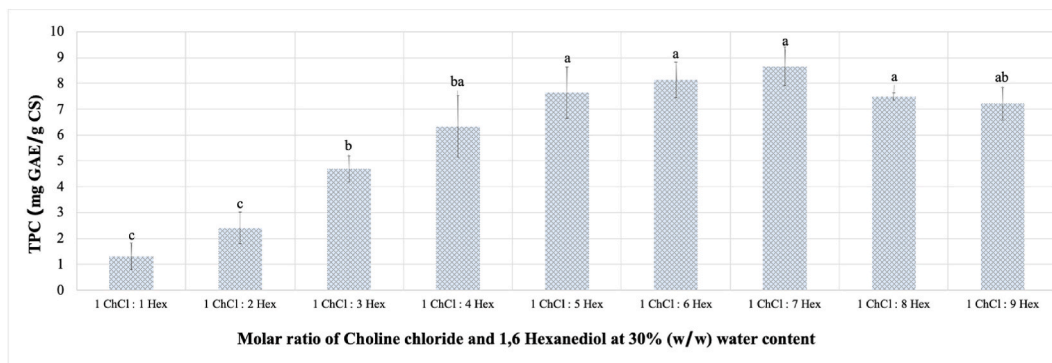 TPC (mg GAE/g CS)
10
9
8
7
6
5
4
3
2
1
0
c
c
b
ba
a
a
a
a
ab
1 ChCl : 1 Hex
1 ChCl : 2 Hex
1 ChCl : 3 Hex
1 ChCl : 4 Hex
1 ChCl : 5 Hex
1 ChCl : 6 Hex
1 ChCl : 7 Hex
1 ChCl : 8 Hex
1 ChCl : 9 Hex
Molar ratio of Choline chloride and 1,6 Hexanediol at 30% (w/w) water content